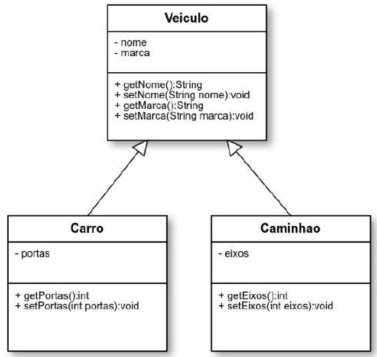 Veiculo
- nome
- marca
+ getNome():String
+ setNome(String nome):void
+ getMarca():String
+ setMarca(String marca):void
Carro
- portas
+ getPortas():int
+ setPortas(int portas):void
Caminhao
- eixos
+ getEixos():int
+ setEixos(int eixos):void